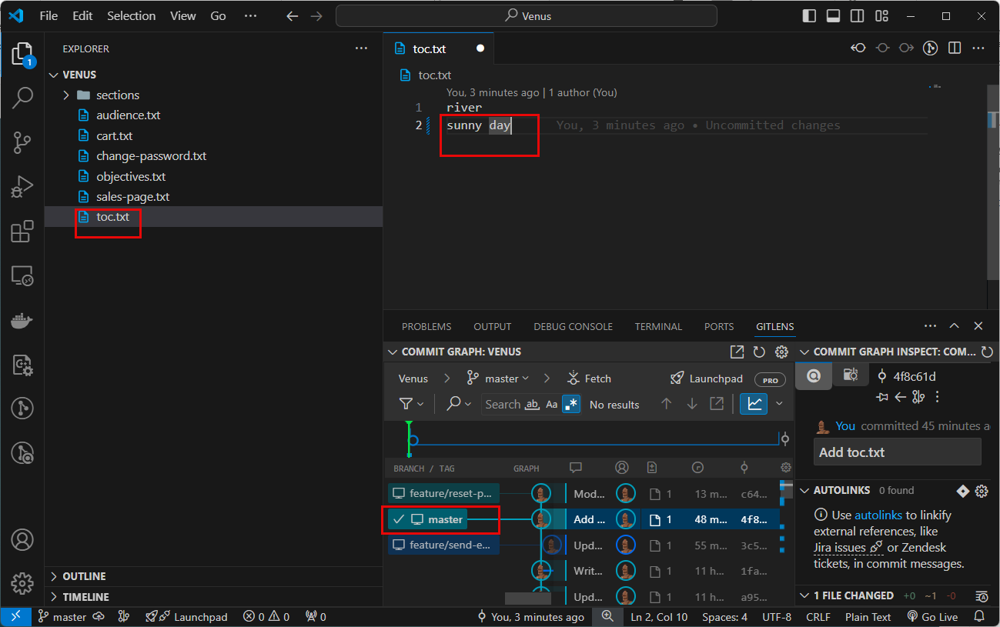 File Edit Selection View Go ··· Venus
EXPLORER
VENUS
sections
audience.txt
cart.txt
change-password.txt
objectives.txt
sales-page.txt
toc.txt
OUTLINE
TIMELINE
toc.txt
toc.txt
You, 3 minutes ago | 1 author (You)
1 river
2 sunny day You, 3 minutes ago • Uncommitted changes
PROBLEMS OUTPUT DEBUG CONSOLE TERMINAL PORTS GITLENS
COMMIT GRAPH: VENUS
Venus master Fetch Launchpad PRO
Search ab, Aa .* No results
BRANCH / TAG GRAPH
feature/reset-p... Mod... 1 13 m... c64...
master Add ... 1 48 m... 4f8...
feature/send-e... Upd... 1 55 m... 3c5...
Writ... 1 11 h... 1fa...
Upd... 1 11 h... a95...
COMMIT GRAPH INSPECT: COM...
4f8c61d
You committed 45 minutes a
Add toc.txt
AUTOLINKS 0 found
Use autolinks to linkify
external references, like
Jira issues or Zendesk
tickets, in commit messages.
1 FILE CHANGED +0 ~1 -0
1
master Launchpad 0 0 0 You, 3 minutes ago Ln 2, Col 10 Spaces: 4 UTF-8 CRLF Plain Text Go Live